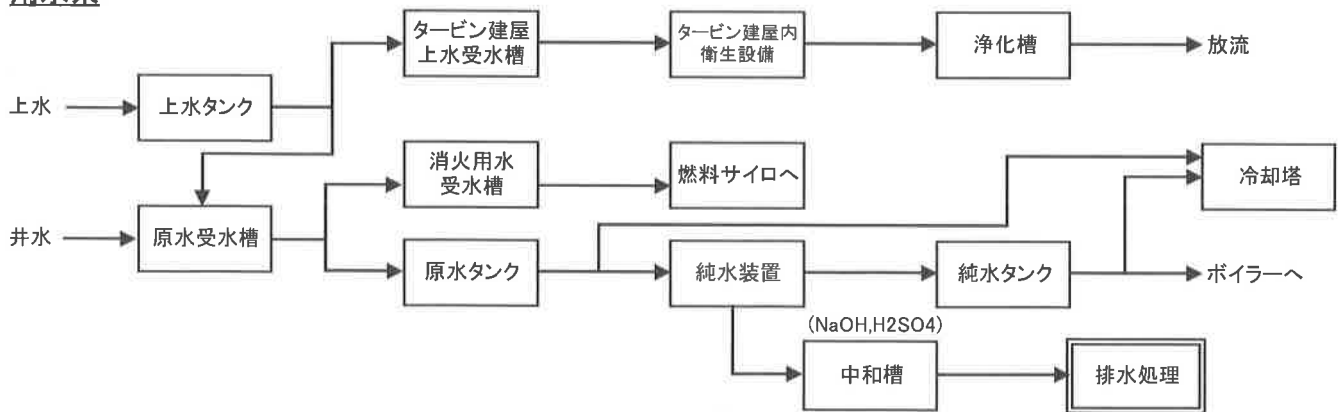 タービン建屋
上水受水槽
タービン建屋内
衛生設備
浄化槽
放流
上水
上水タンク
消火用水
受水槽
燃料サイロへ
冷却塔
井水
原水受水槽
原水タンク
純水装置
純水タンク
ボイラーへ
(NaOH,H2SO4)
中和槽
排水処理